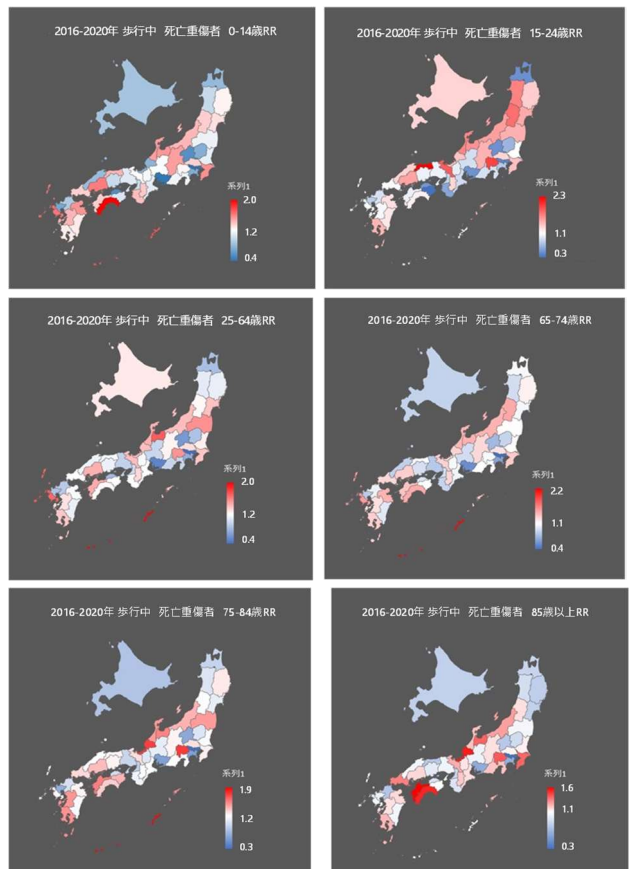 2016-2020年 歩行中 死亡重傷者 0-14歳RR
系列1
2.0
1.2
0.4
2016-2020年 歩行中 死亡重傷者 15-24歳RR
系列1
2.3
1.1
0.3
2016-2020年 歩行中 死亡重傷者 25-64歳RR
系列1
2.0
1.2
0.4
2016-2020年 歩行中 死亡重傷者 65-74歳RR
系列1
2.2
1.1
0.4
2016-2020年 歩行中 死亡重傷者 75-84歳RR
系列1
1.9
1.2
0.3
2016-2020年 歩行中 死亡重傷者 85歳以上RR
系列1
1.6
1.1
0.3